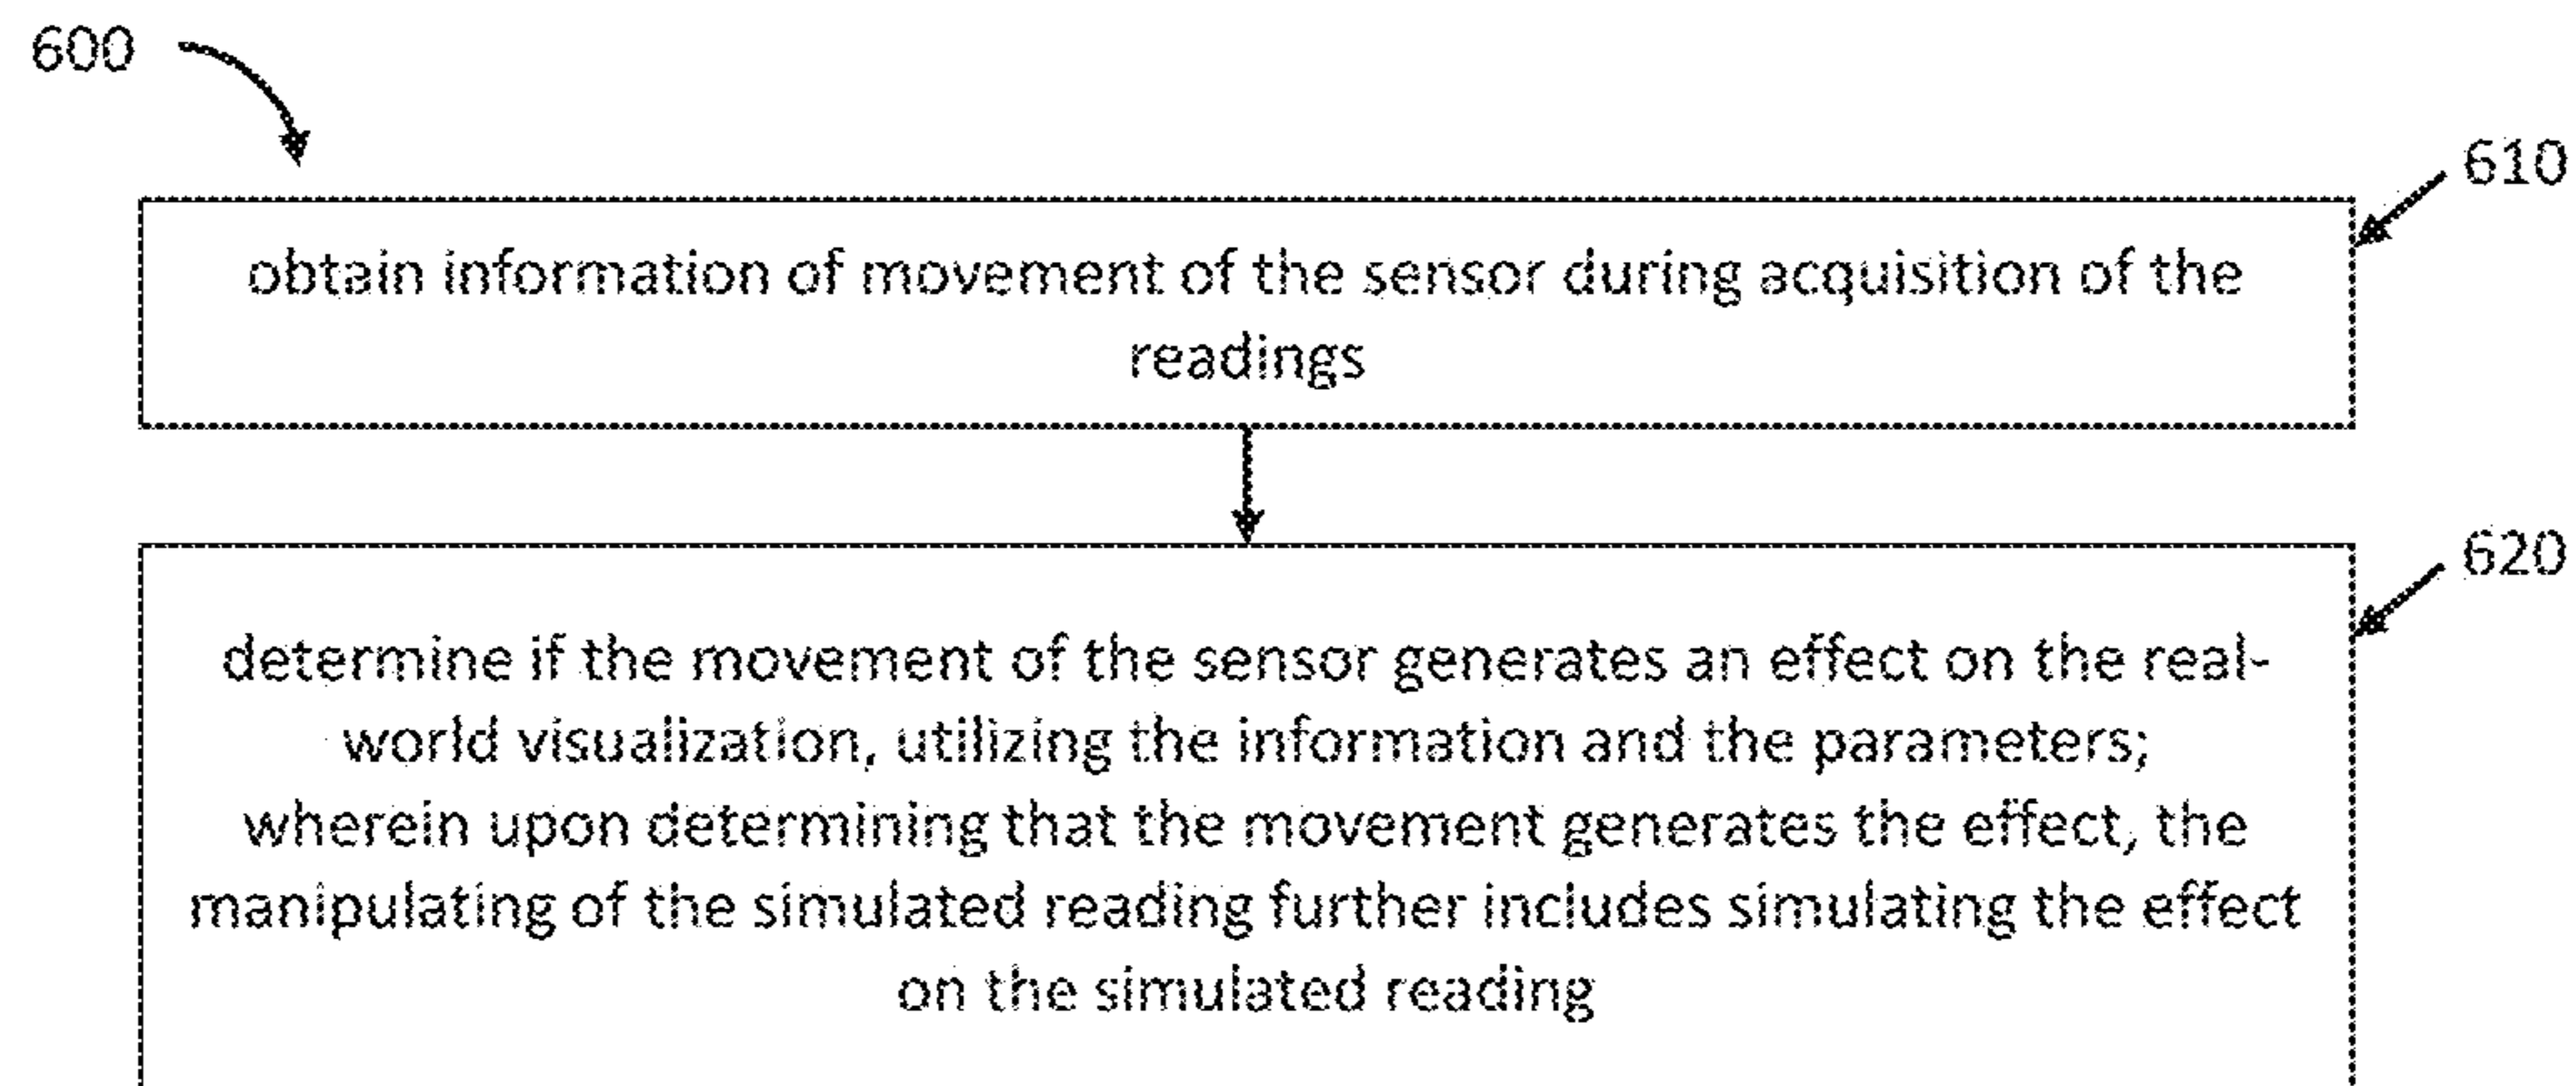 600
610
obtain information of movement of the sensor during acquisition of the
readings
620
determine if the movement of the sensor generates an effect on the real-
world visualization, utilizing the information and the parameters;
wherein upon determining that the movement generates the effect, the
manipulating of the simulated reading further includes simulating the effect
on the simulated reading